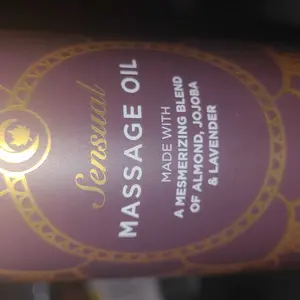 Sensual
MASSAGE OIL
MADE WITH
A MESMERIZING BLEND
OF ALMOND, JOJOBA
& LAVENDER